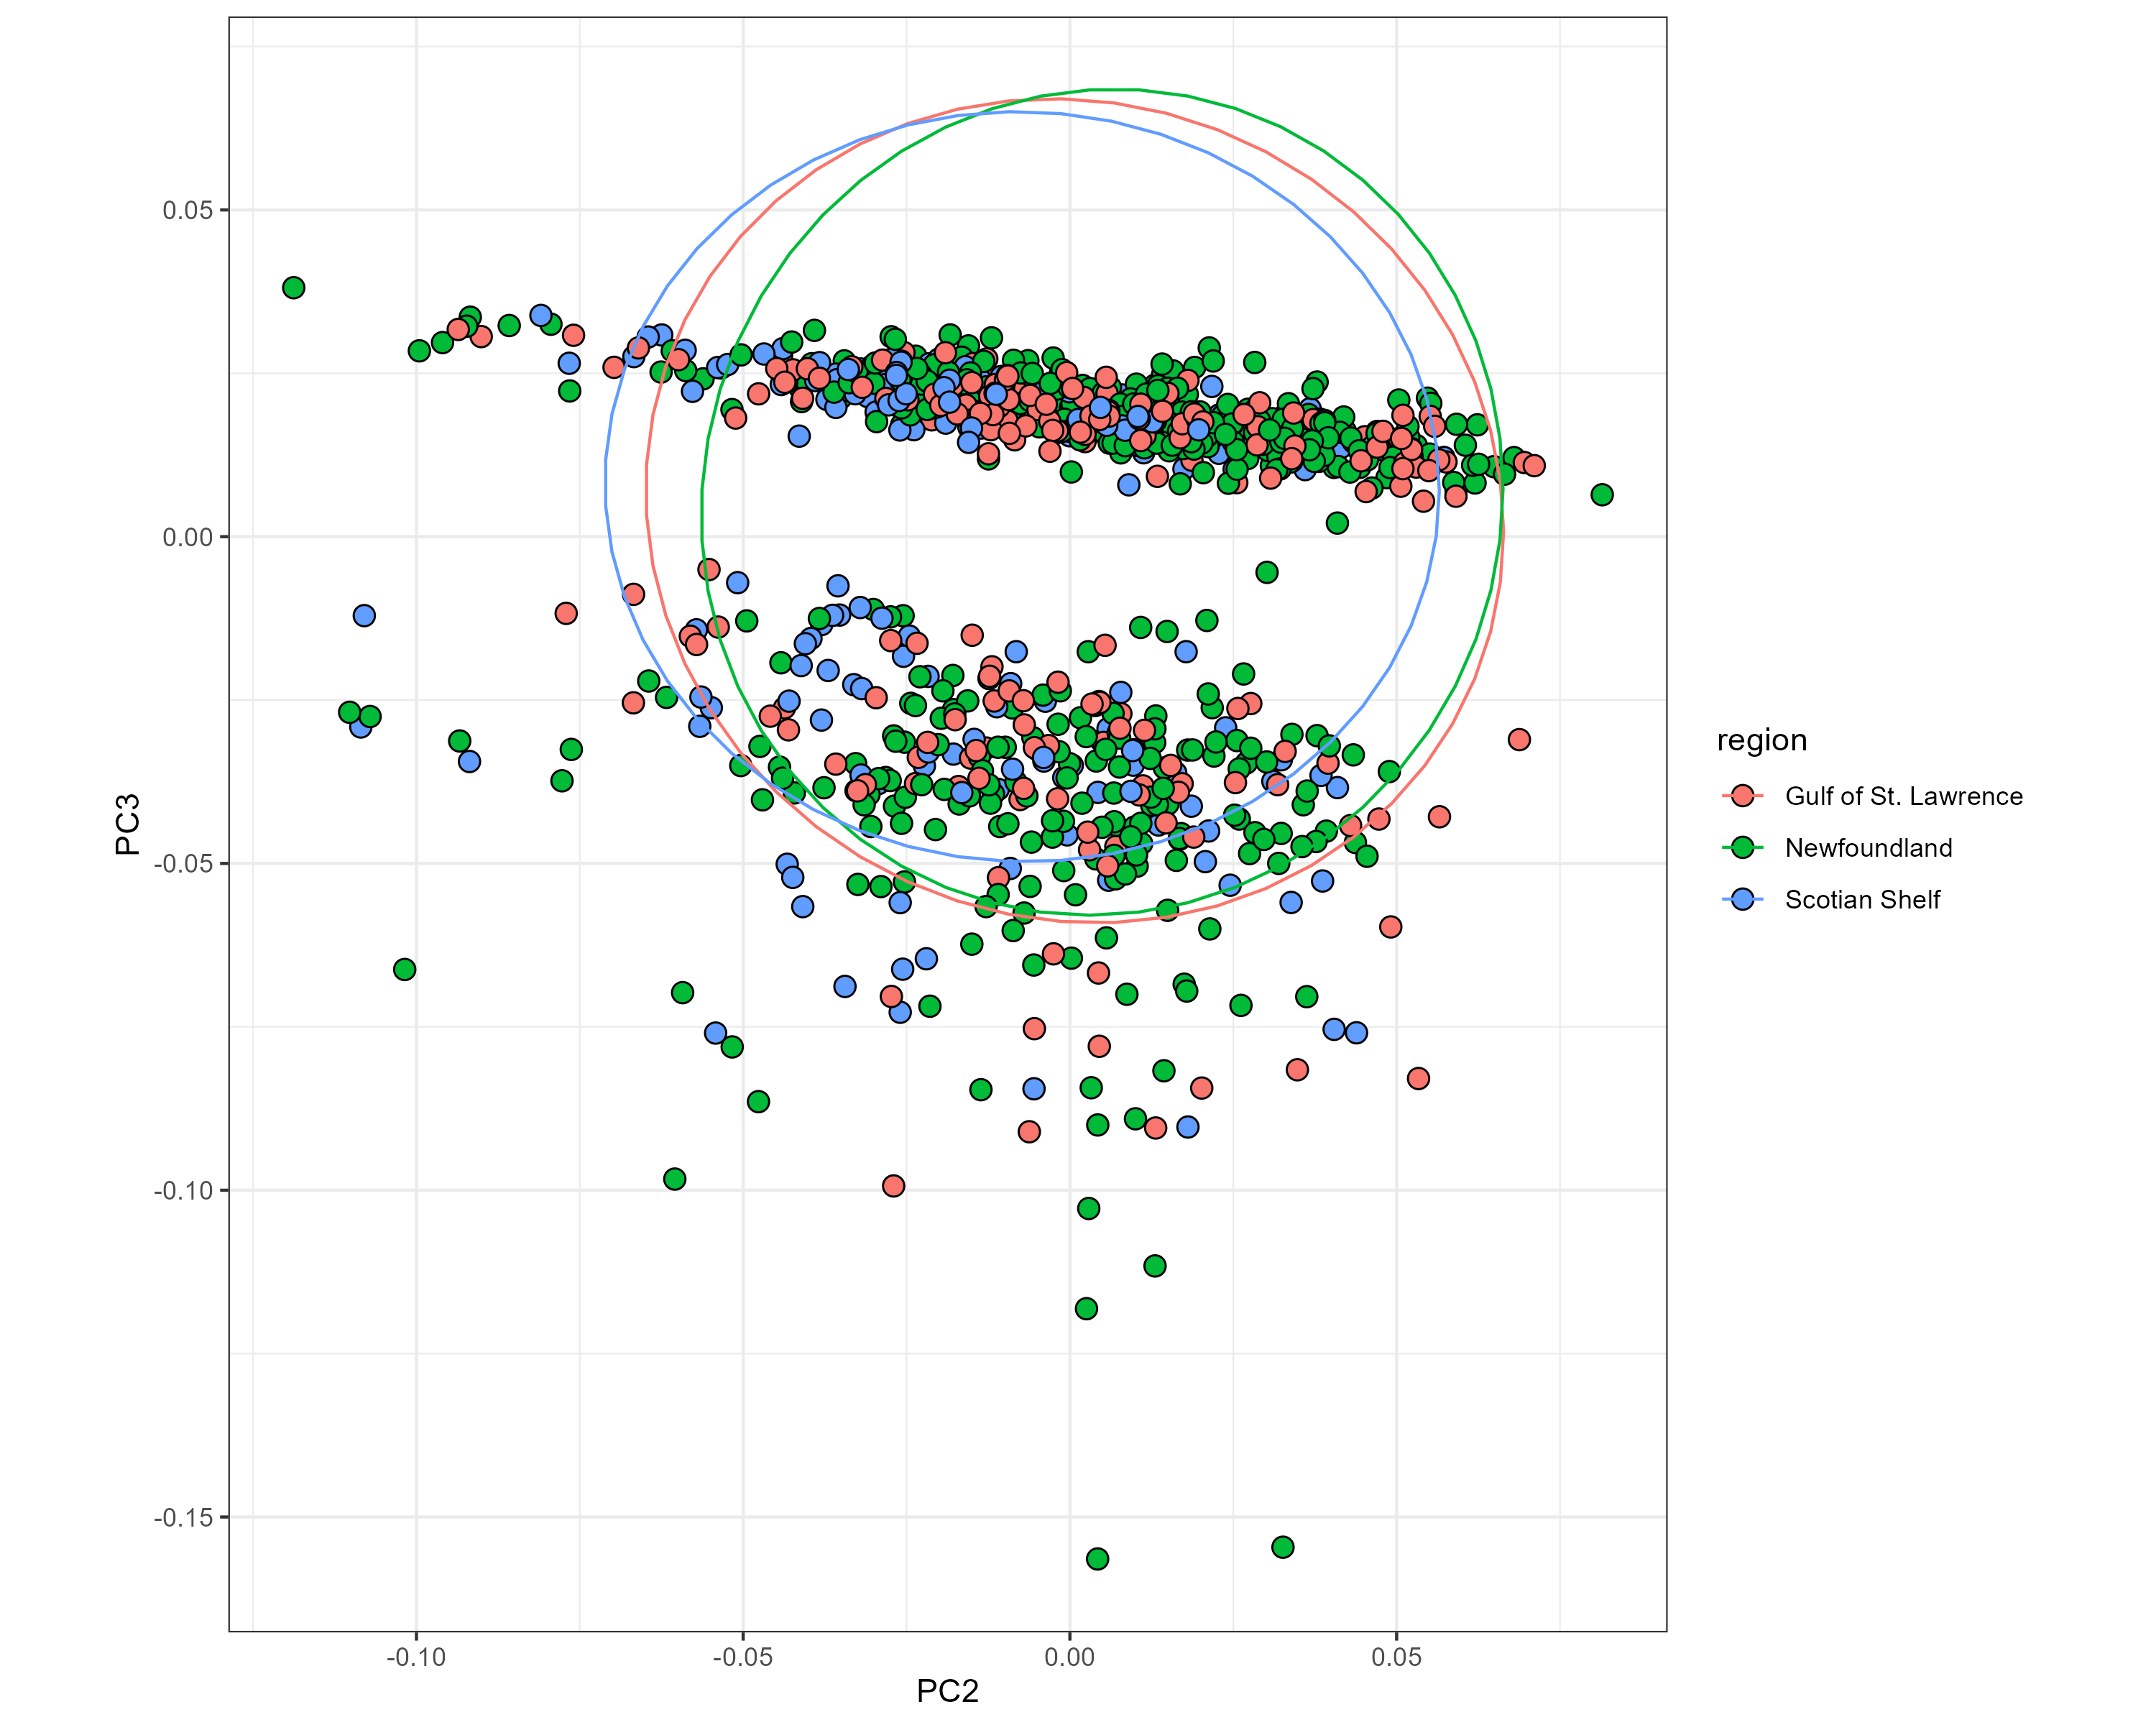 0.05
0.00
-0.05
-0.10
-0.15
PC3
-0.10
-0.05
0.00
0.05
PC2
region
Gulf of St. Lawrence
Newfoundland
Scotian Shelf